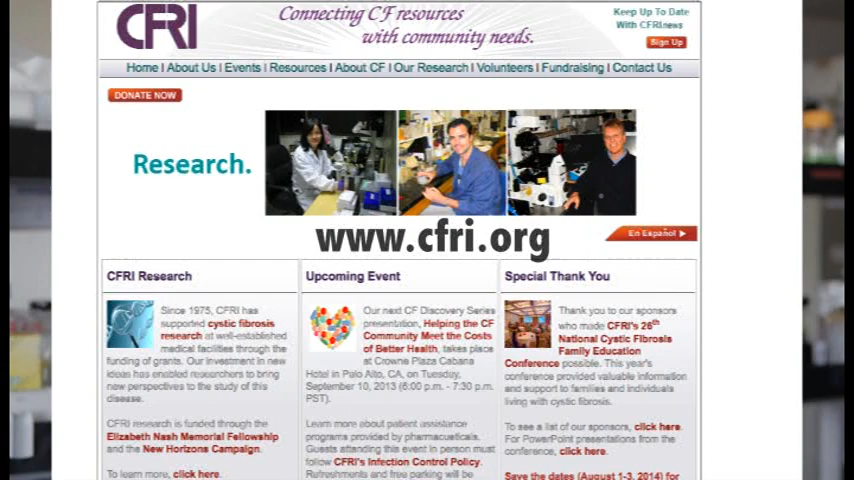 CFRI
Connecting CF resources
with community needs.
Keep Up To Date
With CFRInews
Sign Up
Home | About Us | Events | Resources | About CF | Our Research | Volunteers | Fundraising | Contact Us
DONATE NOW
Research.
www.cfri.org
En Español
CFRI Research
Since 1975, CFRI has
supported cystic fibrosis
research at well-established
medical facilities through the
funding of grants. Our investment in new
ideas has enabled researchers to bring
new perspectives to the study of this
disease.
CFRI research is funded through the
Elizabeth Nash Memorial Fellowship
and the New Horizons Campaign.
To learn more, click here.
Upcoming Event
Our next CF Discovery Series
presentation, Helping the CF
Community Meet the Costs
of Better Health, takes place
at Crowne Plaza Cabana
Hotel in Palo Alto, CA, on Tuesday,
September 10, 2013 (6:00 p.m. - 7:30 p.m.
PST).
Learn more about patient assistance
programs provided by pharmaceuticals.
Guests attending this event in person must
follow CFRI's Infection Control Policy.
Refreshments and free parking will be
Special Thank You
Thank you to our sponsors
who made CFRI's 26th
National Cystic Fibrosis
Family Education
Conference possible. This year's
conference provided valuable information
and support to families and individuals
living with cystic fibrosis.
To see a list of our sponsors, click here.
For PowerPoint presentations from the
conference, click here.
Save the dates (August 1-3, 2014) for